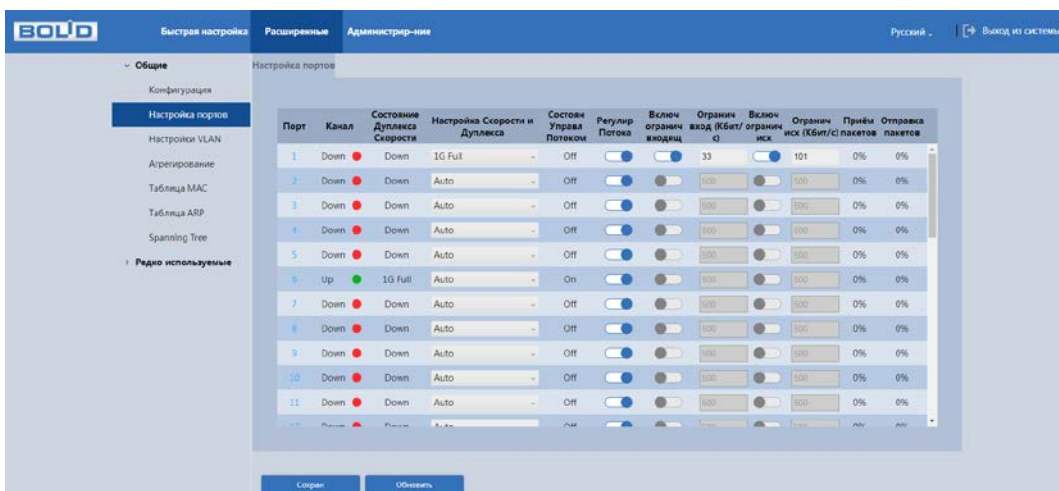 BOLID Быстрая настройка Расширенные Администрир-ние Русский Выход из системы
Общие
Настройка портов
Конфигурация
Настройка портов
Настройки VLAN
Агрегирование
Таблица MAC
Таблица ARP
Spanning Tree
Редко используемые
Порт Канал Состояние Дуплекса Скорости Настройка Скорости и Дуплекса Состоян Управл Потоком Регулир Потока Включ огранич входящ Огранич вход (Кбит/с) Включ огранич исх Огранич исх (Кбит/с) Приём пакетов Отправка пакетов
1 Down Down 1G Full Off 33 101 0% 0%
2 Down Down Auto Off 500 500 0% 0%
3 Down Down Auto Off 500 500 0% 0%
4 Down Down Auto Off 500 500 0% 0%
5 Down Down Auto Off 500 500 0% 0%
6 Up 1G Full Auto On 500 500 0% 0%
7 Down Down Auto Off 500 500 0% 0%
8 Down Down Auto Off 500 500 0% 0%
9 Down Down Auto Off 500 500 0% 0%
10 Down Down Auto Off 500 500 0% 0%
11 Down Down Auto Off 500 500 0% 0%
Сохран Обновить